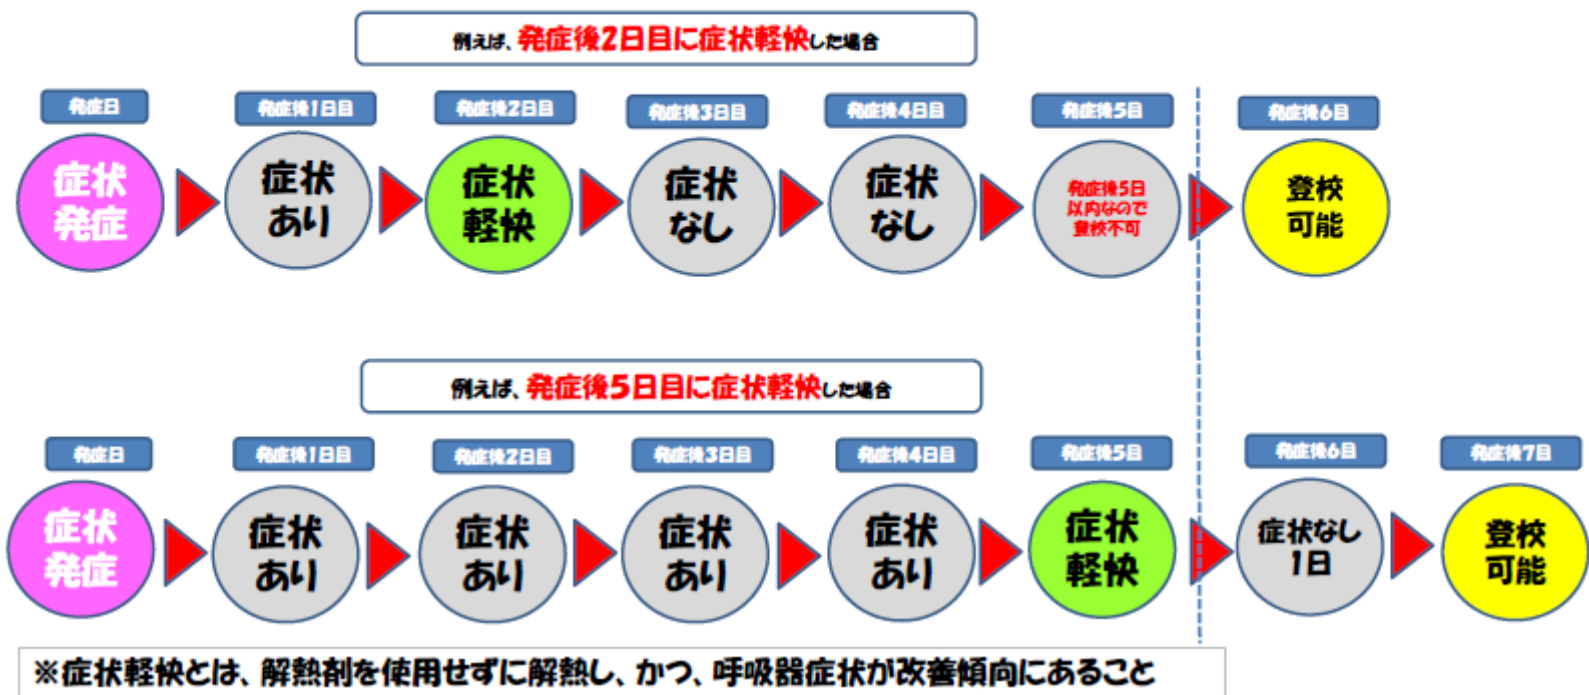 例えば、発症後2日目に症状軽快した場合
発症日
発症後1日目
発症後2日目
発症後3日目
発症後4日目
発症後5目
発症後6目
症状
発症
症状
あり
症状
軽快
症状
なし
症状
なし
発症後5日
以内なので
登校不可
登校
可能
例えば、発症後5日目に症状軽快した場合
発症日
発症後1日目
発症後2日目
発症後3日目
発症後4日目
発症後5目
発症後6目
発症後7目
症状
発症
症状
あり
症状
あり
症状
あり
症状
あり
症状
軽快
症状なし
1日
登校
可能
※症状軽快とは、解熱剤を使用せずに解熱し、かつ、呼吸器症状が改善傾向にあること